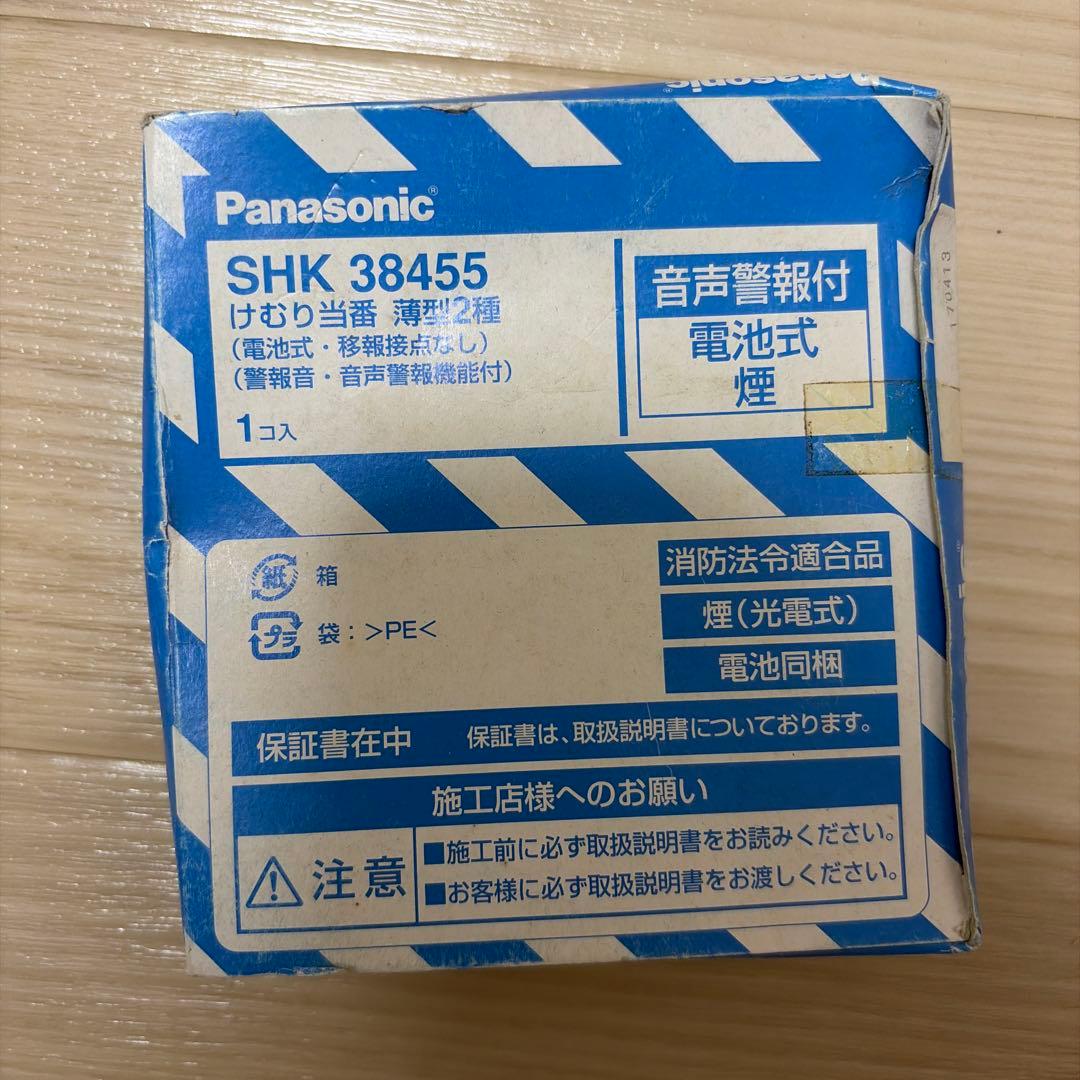 Panasonic
Panasonic®
SHK 38455
けむり当番 薄型2種
(電池式・移報接点なし)
(警報音・音声警報機能付)
1コ入
音声警報付
電池式
煙
170413
紙 箱
プラ 袋：>PE<
消防法令適合品
煙(光電式)
電池同梱
保証書在中 保証書は、取扱説明書についております。
施工店様へのお願い
注意
■施工前に必ず取扱説明書をお読みください。
■お客様に必ず取扱説明書をお渡しください。